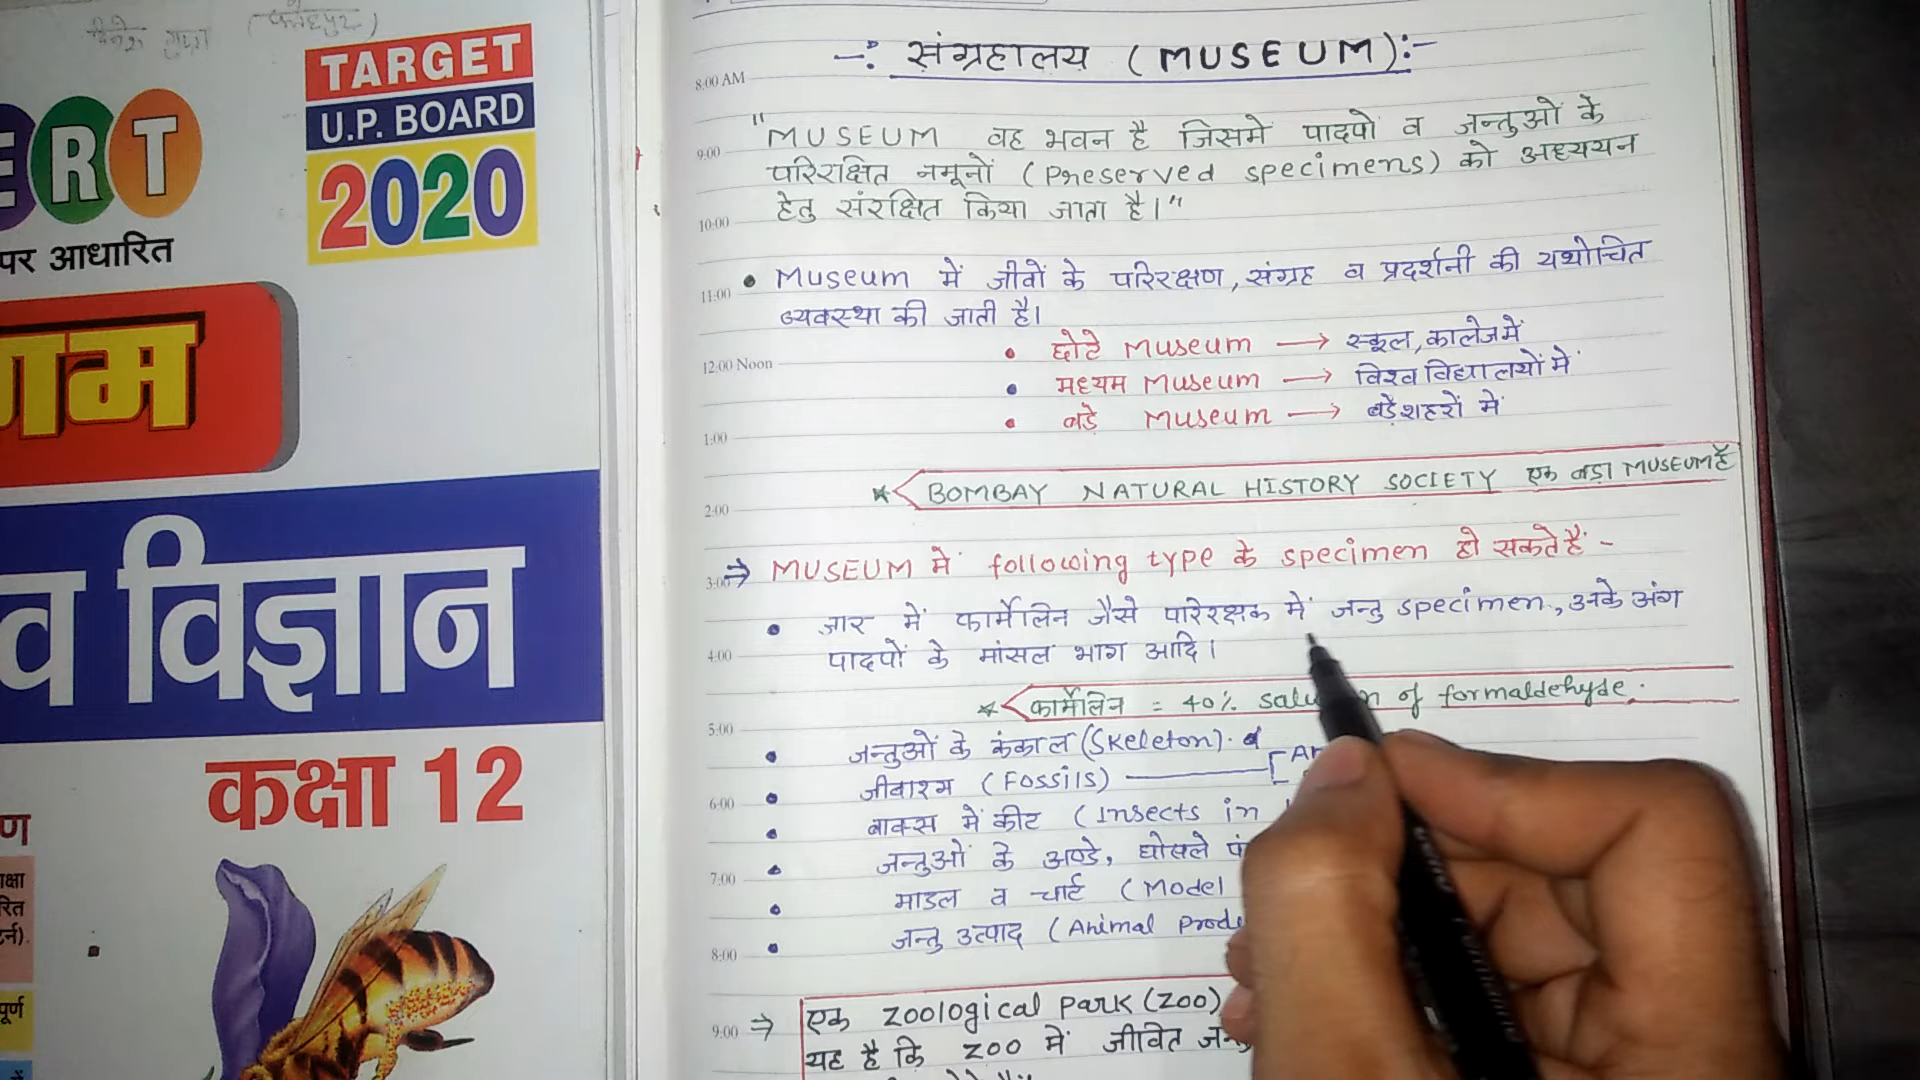 दिनेश गुप्ता (फतेहपुर)
ERT
TARGET
U.P. BOARD
2020
पर आधारित
गम
व विज्ञान
कक्षा 12
ण
पूर्ण
-: संग्रहालय (MUSEUM):-
8:00 AM
"MUSEUM वह भवन है जिसमें पादपों व जन्तुओं के
9:00
परिरक्षित नमूनों (Preserved specimens) को अध्ययन
हेतु संरक्षित किया जाता है।"
10:00
• Museum में जीवों के परिरक्षण, संग्रह व प्रदर्शनी की यथोचित
11:00
व्यवस्था की जाती है।
• छोटे Museum → स्कूल, कालेज में
12:00 Noon
• मध्यम Museum → विश्वविद्यालयों में
• बड़े Museum → बड़े शहरों में
1:00
* BOMBAY NATURAL HISTORY SOCIETY एक बड़ा MUSEUM है
2:00
⇒ MUSEUM में following type के specimen हो सकते हैं -
3:00
• जार में फार्मेलिन जैसे परिरक्षक में जन्तु specimen, उनके अंग
4:00
पादपों के मांसल भाग आदि।
* फार्मेलिन = 40% of formaldehyde.
5:00
• जन्तुओं के कंकाल (Skeleton).
• जीवाश्म (Fossils)
6:00
• बाक्स में कीट (Insects in
• जन्तुओं के अण्डे, घोसले
7:00
• माडल व चार्ट (Model
• जन्तु उत्पाद (Animal Prod
8:00
9:00 ⇒ एक Zoological Park (ZOO)
यह है कि ZOO में जीवित